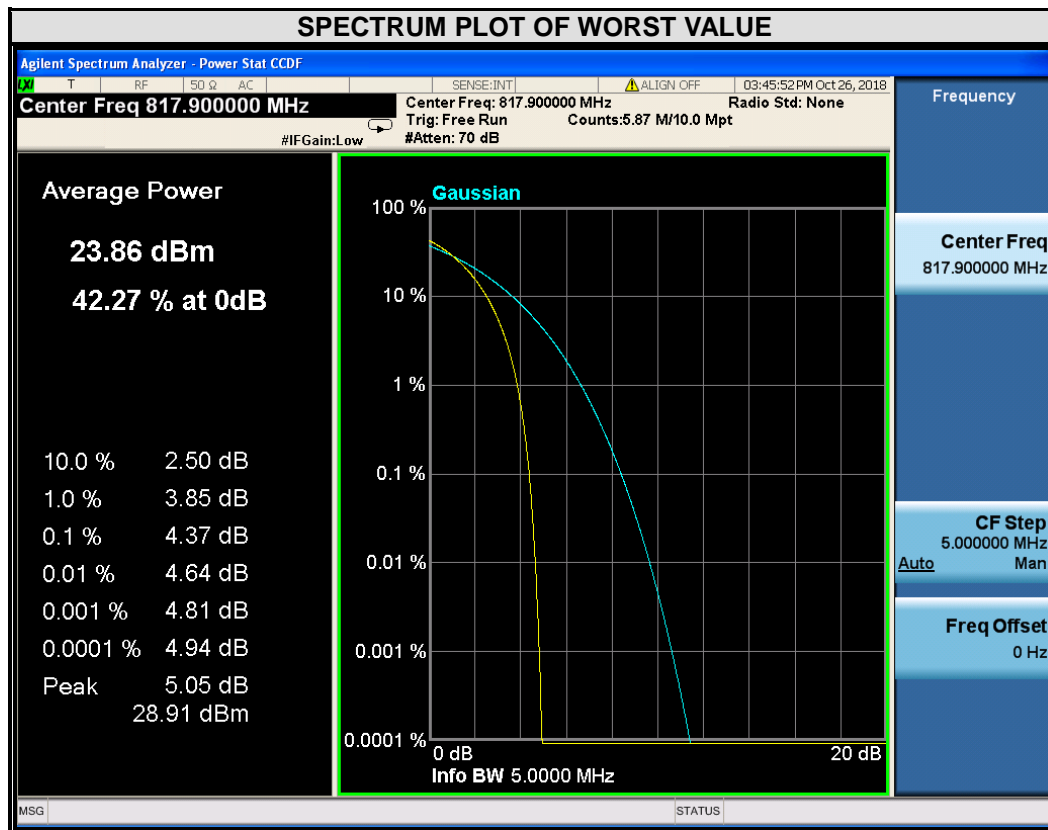 SPECTRUM PLOT OF WORST VALUE
Agilent Spectrum Analyzer - Power Stat CCDF
LXI T RF 50 Ω AC SENSE:INT ALIGN OFF 03:45:52 PM Oct 26, 2018
Center Freq 817.900000 MHz
#IFGain:Low
Center Freq: 817.900000 MHz Radio Std: None
Trig: Free Run Counts:5.87 M/10.0 Mpt
#Atten: 70 dB
Average Power
23.86 dBm
42.27 % at 0dB
10.0 % 2.50 dB
1.0 % 3.85 dB
0.1 % 4.37 dB
0.01 % 4.64 dB
0.001 % 4.81 dB
0.0001 % 4.94 dB
Peak 5.05 dB
28.91 dBm
Gaussian
100 %
10 %
1 %
0.1 %
0.01 %
0.001 %
0.0001 %
0 dB 20 dB
Info BW 5.0000 MHz
Frequency
Center Freq
817.900000 MHz
CF Step
5.000000 MHz
Auto Man
Freq Offset
0 Hz
MSG STATUS